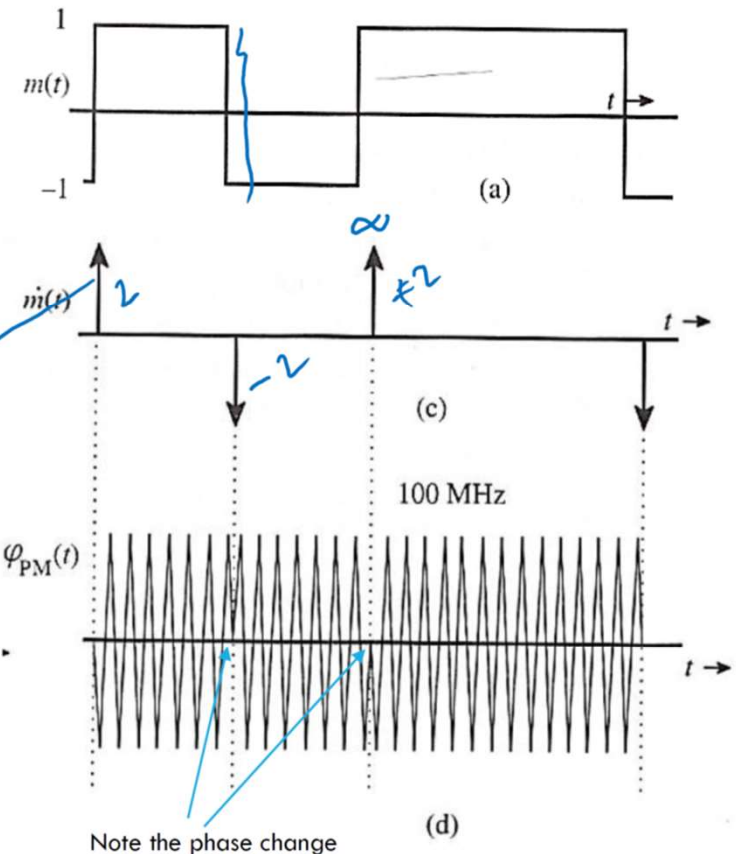 1
m(t)
t →
−1
(a)
∞
ṁ(t)
2
*2
t →
−2
(c)
100 MHz
φPM(t)
t →
(d)
Note the phase change